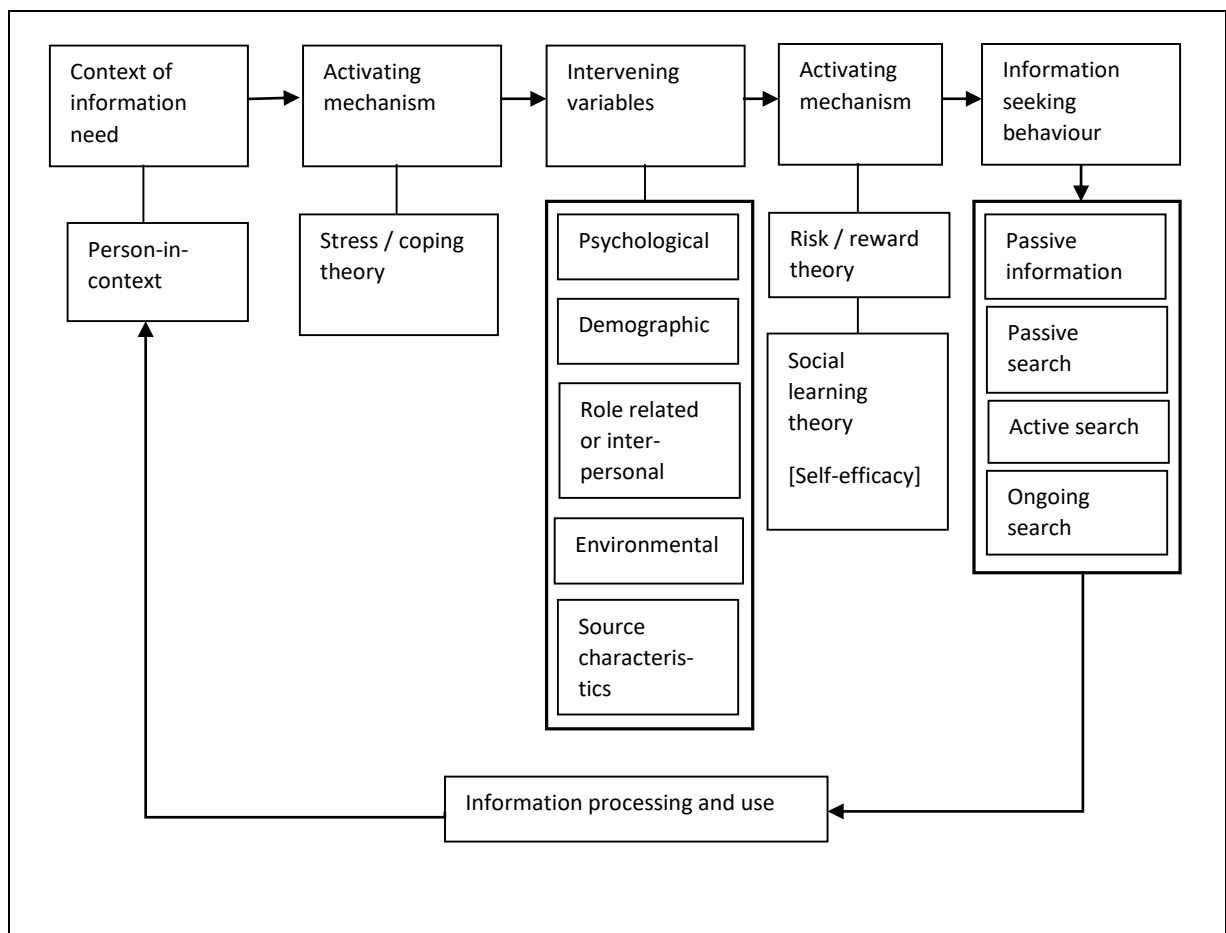 Context of
information
need
Activating
mechanism
Intervening
variables
Activating
mechanism
Information
seeking
behaviour
Person-in-
context
Stress / coping
theory
Psychological
Demographic
Role related
or inter-
personal
Environmental
Source
characteris-
tics
Risk / reward
theory
Social
learning
theory
[Self-efficacy]
Passive
information
Passive
search
Active search
Ongoing
search
Information processing and use